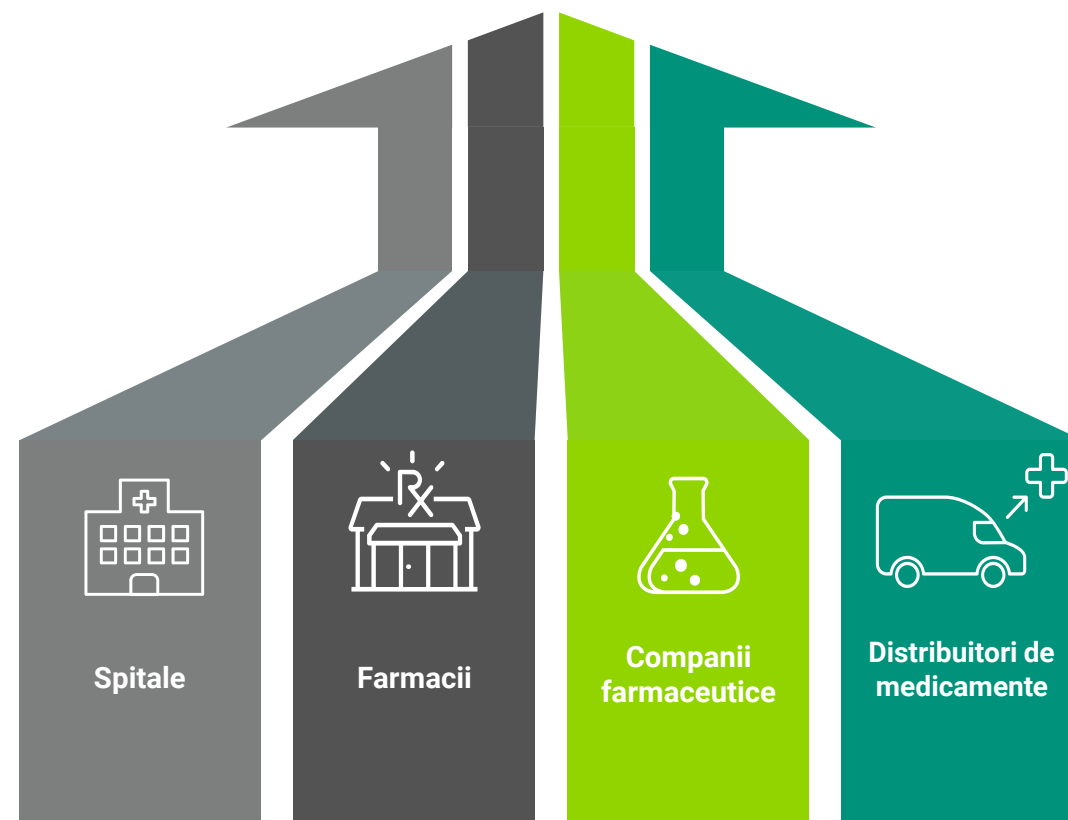 Rx
Spitale
Farmacii
Companii
farmaceutice
Distribuitori de
medicamente